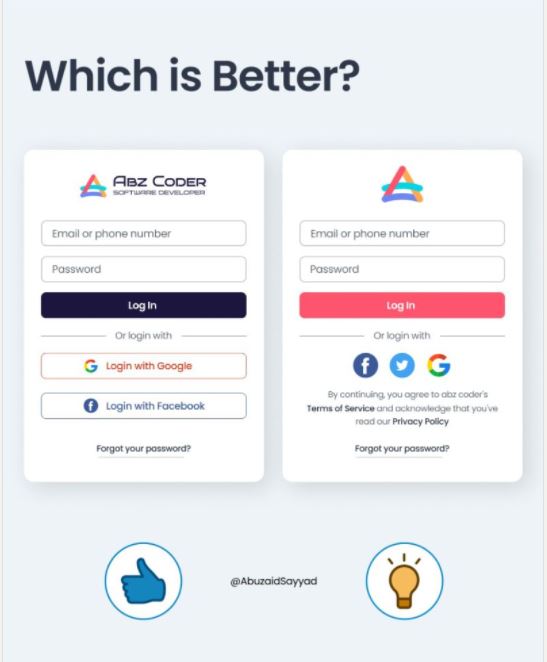 Which is Better?
ABZ CODER
SOFTWARE DEVELOPER
Email or phone number
Password
Log In
Or login with
Login with Google
Login with Facebook
Forgot your password?
Email or phone number
Password
Log In
Or login with
By continuing, you agree to abz coder's
Terms of Service and acknowledge that you've
read our Privacy Policy
Forgot your password?
@AbuzaidSayyad